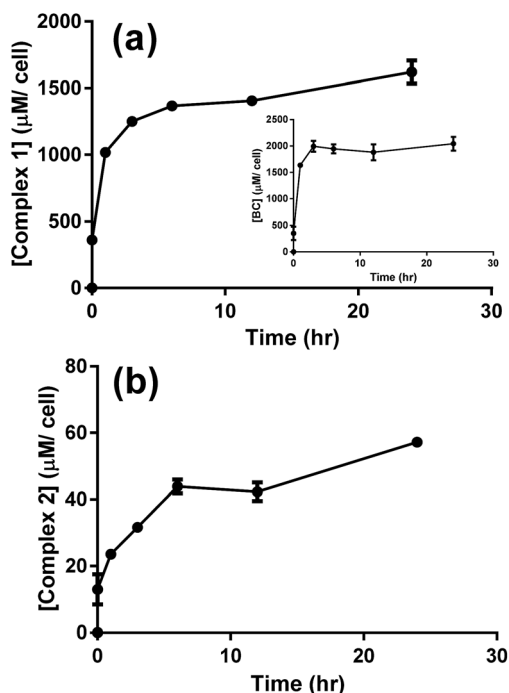 (a)
[Complex 1] (μM/ cell)
2000
1500
1000
500
0
0 10 20 30
Time (hr)
[BC] (μM/ cell)
2500
2000
1500
1000
500
0
0 10 20 30
Time (hr)
(b)
[Complex 2] (μM/ cell)
80
60
40
20
0
0 10 20 30
Time (hr)